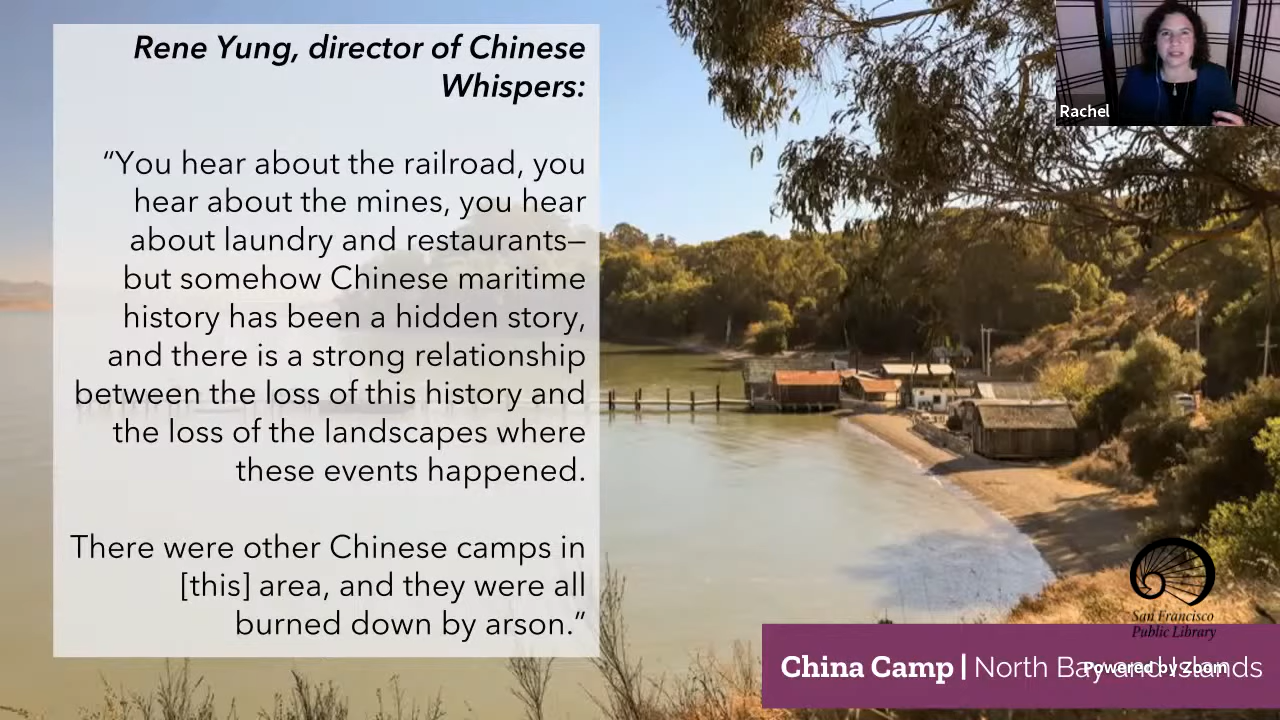 Rene Yung, director of Chinese
Whispers:
“You hear about the railroad, you
hear about the mines, you hear
about laundry and restaurants—
but somehow Chinese maritime
history has been a hidden story,
and there is a strong relationship
between the loss of this history and
the loss of the landscapes where
these events happened.
There were other Chinese camps in
[this] area, and they were all
burned down by arson.”
Rachel
San Francisco
Public Library
China Camp | North Bay and Islands
Powered by Zoom